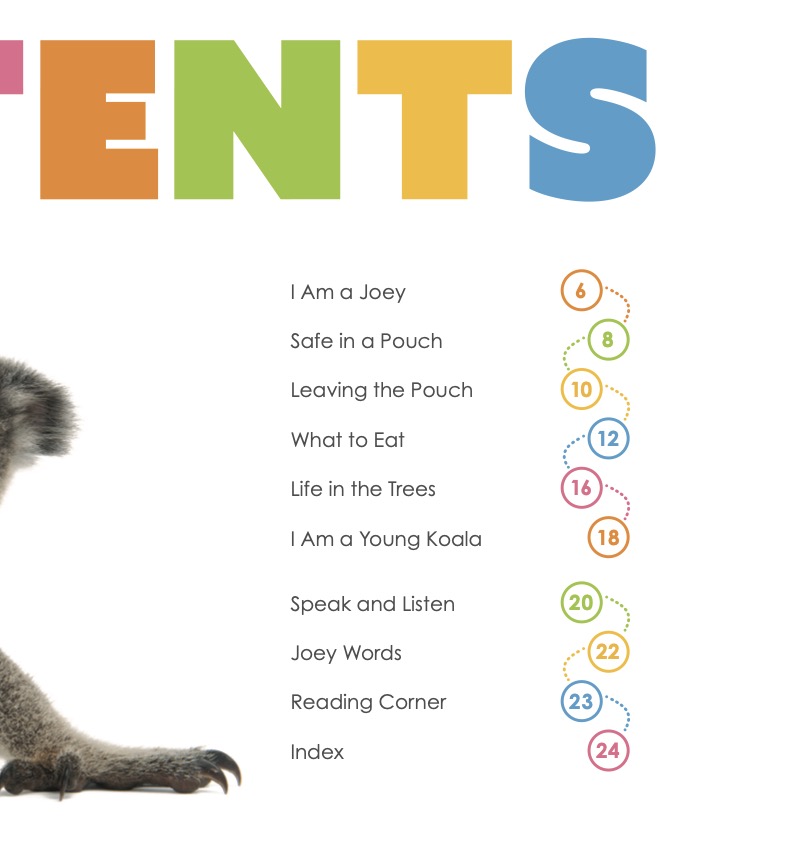 TENTS
I Am a Joey 6
Safe in a Pouch 8
Leaving the Pouch 10
What to Eat 12
Life in the Trees 16
I Am a Young Koala 18
Speak and Listen 20
Joey Words 22
Reading Corner 23
Index 24